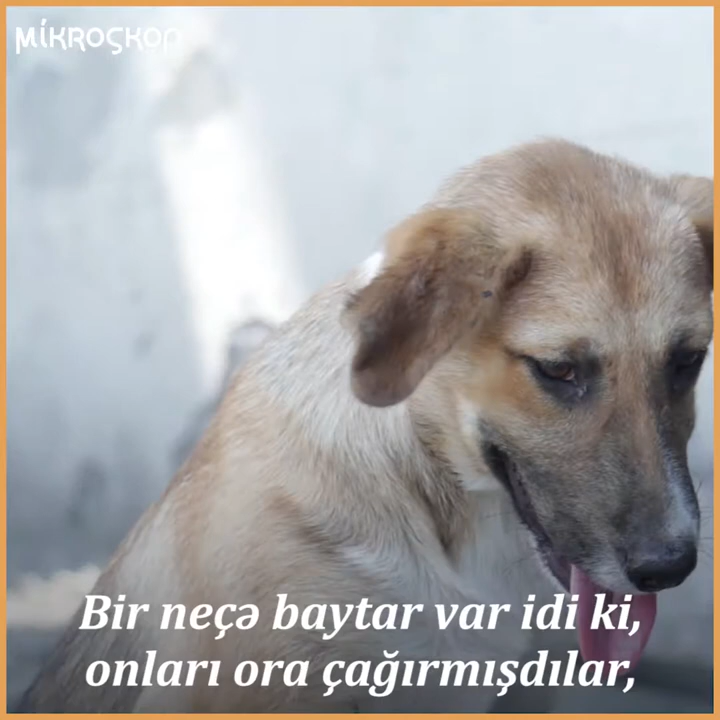 MİKROSKOP
Bir neçə baytar var idi ki,
onları ora çağırmışdılar,